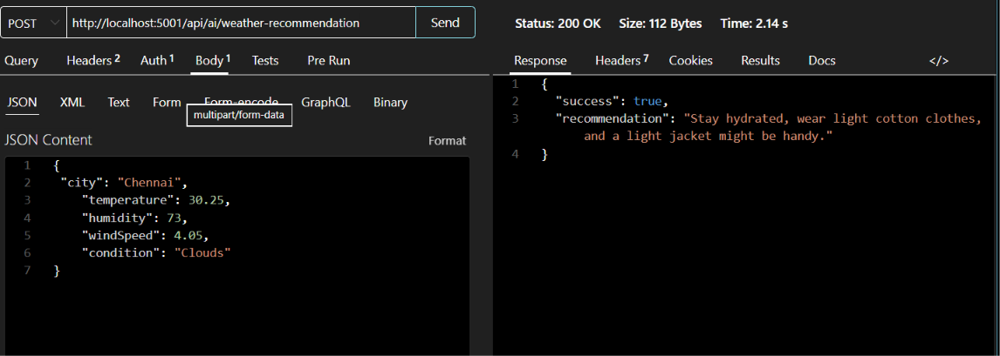 POST http://localhost:5001/api/ai/weather-recommendation Send
Status: 200 OK Size: 112 Bytes Time: 2.14 s
Query Headers 2 Auth 1 Body 1 Tests Pre Run
Response Headers 7 Cookies Results Docs </>
JSON XML Text Form Form-encode GraphQL Binary
multipart/form-data
JSON Content Format
1 {
2 "city": "Chennai",
3 "temperature": 30.25,
4 "humidity": 73,
5 "windSpeed": 4.05,
6 "condition": "Clouds"
7 }
1 {
2 "success": true,
3 "recommendation": "Stay hydrated, wear light cotton clothes,
and a light jacket might be handy."
4 }